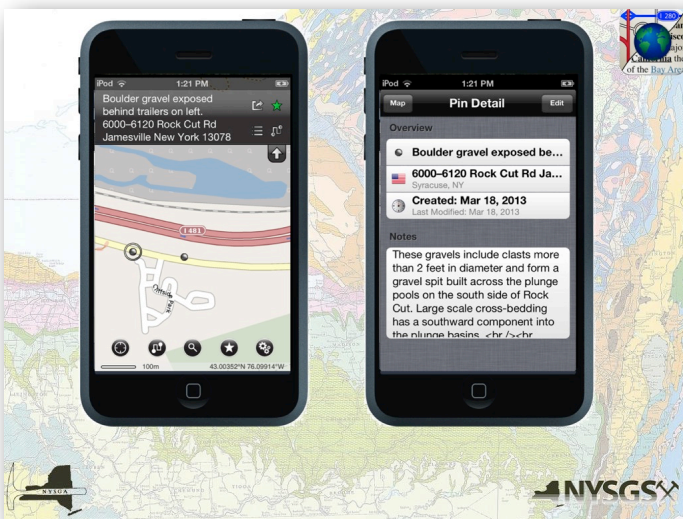 iPod 1:21 PM
Boulder gravel exposed
behind trailers on left.
6000–6120 Rock Cut Rd
Jamesville New York 13078
I 481
Cottside Park
100m 43.00352°N 76.09914°W
iPod 1:21 PM
Map Pin Detail Edit
Overview
Boulder gravel exposed be...
6000–6120 Rock Cut Rd Ja...
Syracuse, NY
Created: Mar 18, 2013
Last Modified: Mar 18, 2013
Notes
These gravels include clasts more
than 2 feet in diameter and form a
gravel spit built across the plunge
pools on the south side of Rock
Cut. Large scale cross-bedding
has a southward component into
the plunge basins. <br /><br
I 280
the
of the Bay Area
NYSGA
NYSGS